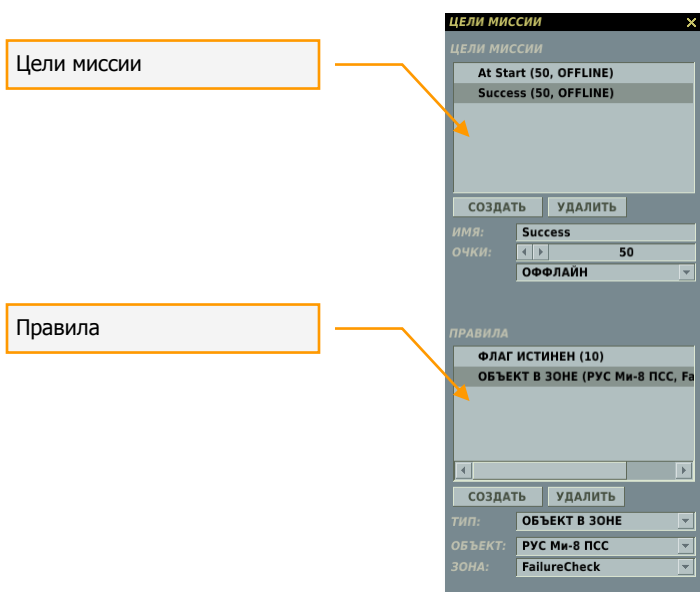 ЦЕЛИ МИССИИ
Цели миссии
ЦЕЛИ МИССИИ
At Start (50, OFFLINE)
Success (50, OFFLINE)
СОЗДАТЬ УДАЛИТЬ
ИМЯ: Success
ОЧКИ: 50
ОФФЛАЙН
Правила
ПРАВИЛА
ФЛАГ ИСТИНЕН (10)
ОБЪЕКТ В ЗОНЕ (РУС Ми-8 ПСС, Fa
СОЗДАТЬ УДАЛИТЬ
ТИП: ОБЪЕКТ В ЗОНЕ
ОБЪЕКТ: РУС Ми-8 ПСС
ЗОНА: FailureCheck